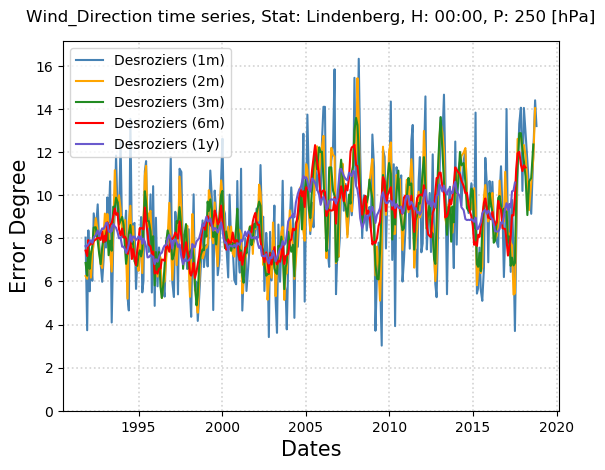 Wind_Direction time series, Stat: Lindenberg, H: 00:00, P: 250 [hPa]
Desroziers (1m)
Desroziers (2m)
Desroziers (3m)
Desroziers (6m)
Desroziers (1y)
Error Degree
16
14
12
10
8
6
4
2
0
1995 2000 2005 2010 2015 2020
Dates